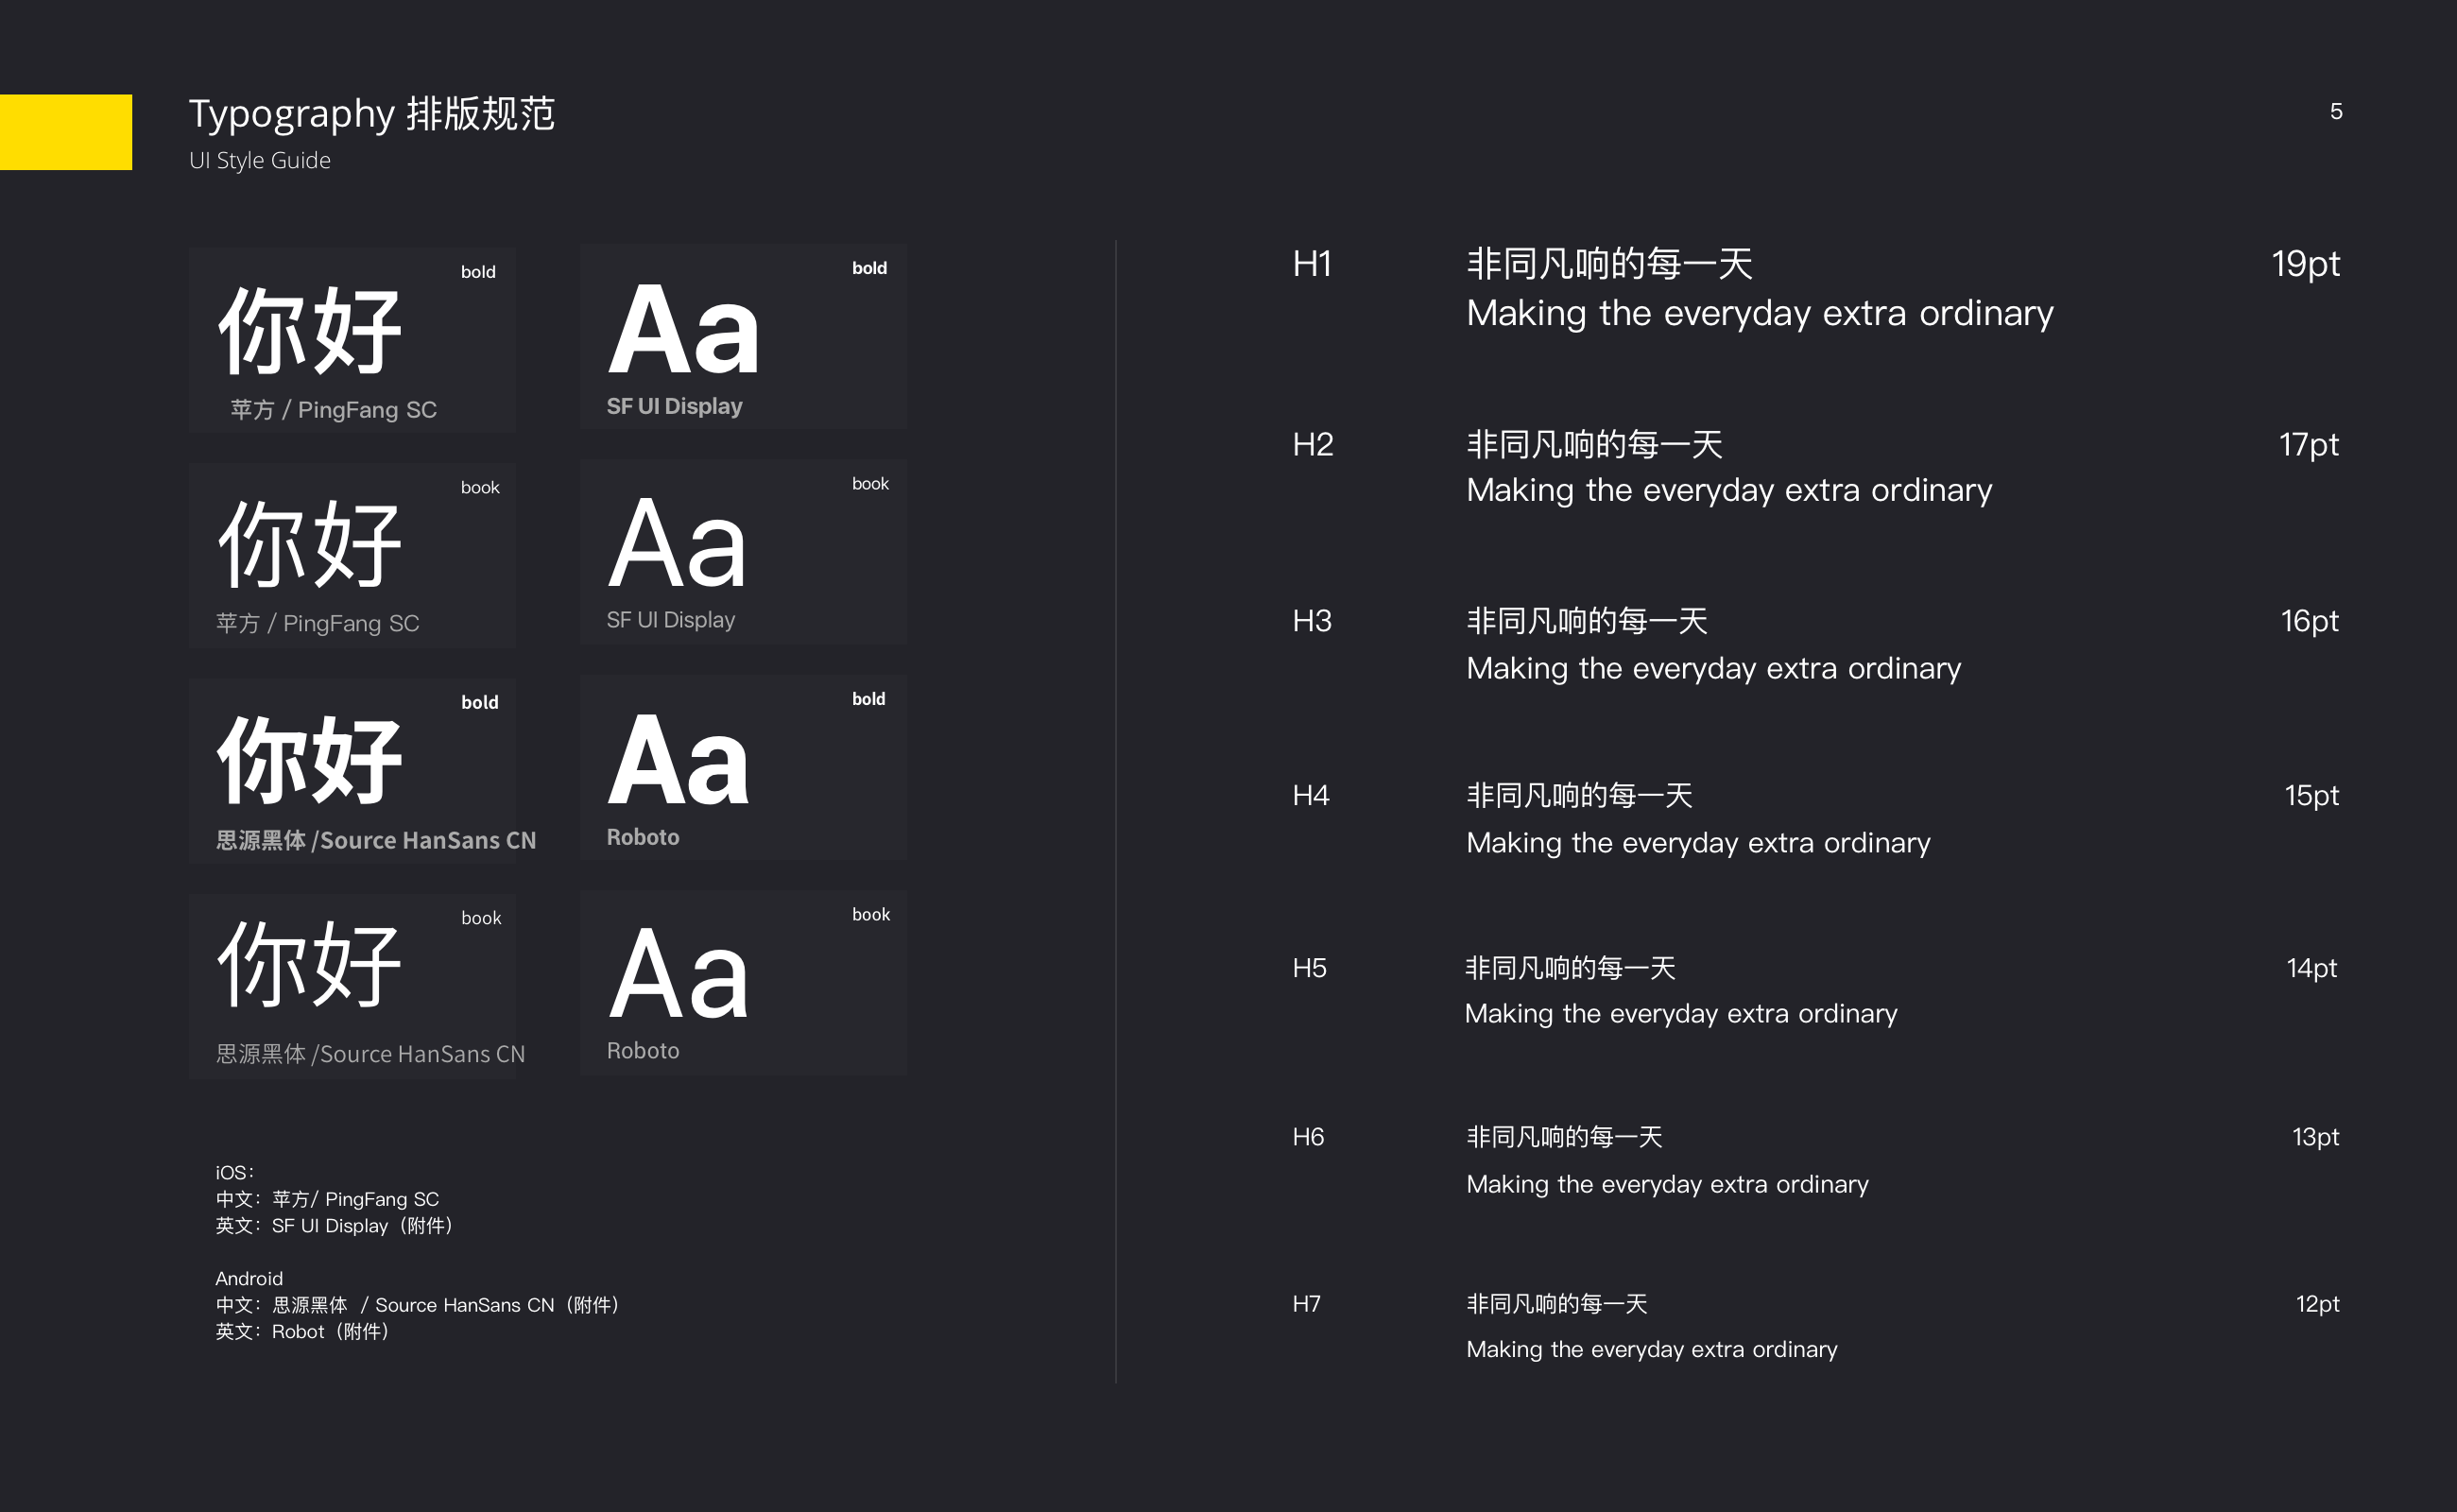 Typography 排版规范
UI Style Guide
5
bold
你好
苹方 / PingFang SC
bold
Aa
SF UI Display
book
你好
苹方 / PingFang SC
book
Aa
SF UI Display
bold
你好
思源黑体 /Source HanSans CN
bold
Aa
Roboto
book
你好
思源黑体 /Source HanSans CN
book
Aa
Roboto
iOS：
中文：苹方/ PingFang SC
英文：SF UI Display（附件）
Android
中文：思源黑体 / Source HanSans CN（附件）
英文：Robot（附件）
H1 非同凡响的每一天 19pt
Making the everyday extra ordinary
H2 非同凡响的每一天 17pt
Making the everyday extra ordinary
H3 非同凡响的每一天 16pt
Making the everyday extra ordinary
H4 非同凡响的每一天 15pt
Making the everyday extra ordinary
H5 非同凡响的每一天 14pt
Making the everyday extra ordinary
H6 非同凡响的每一天 13pt
Making the everyday extra ordinary
H7 非同凡响的每一天 12pt
Making the everyday extra ordinary